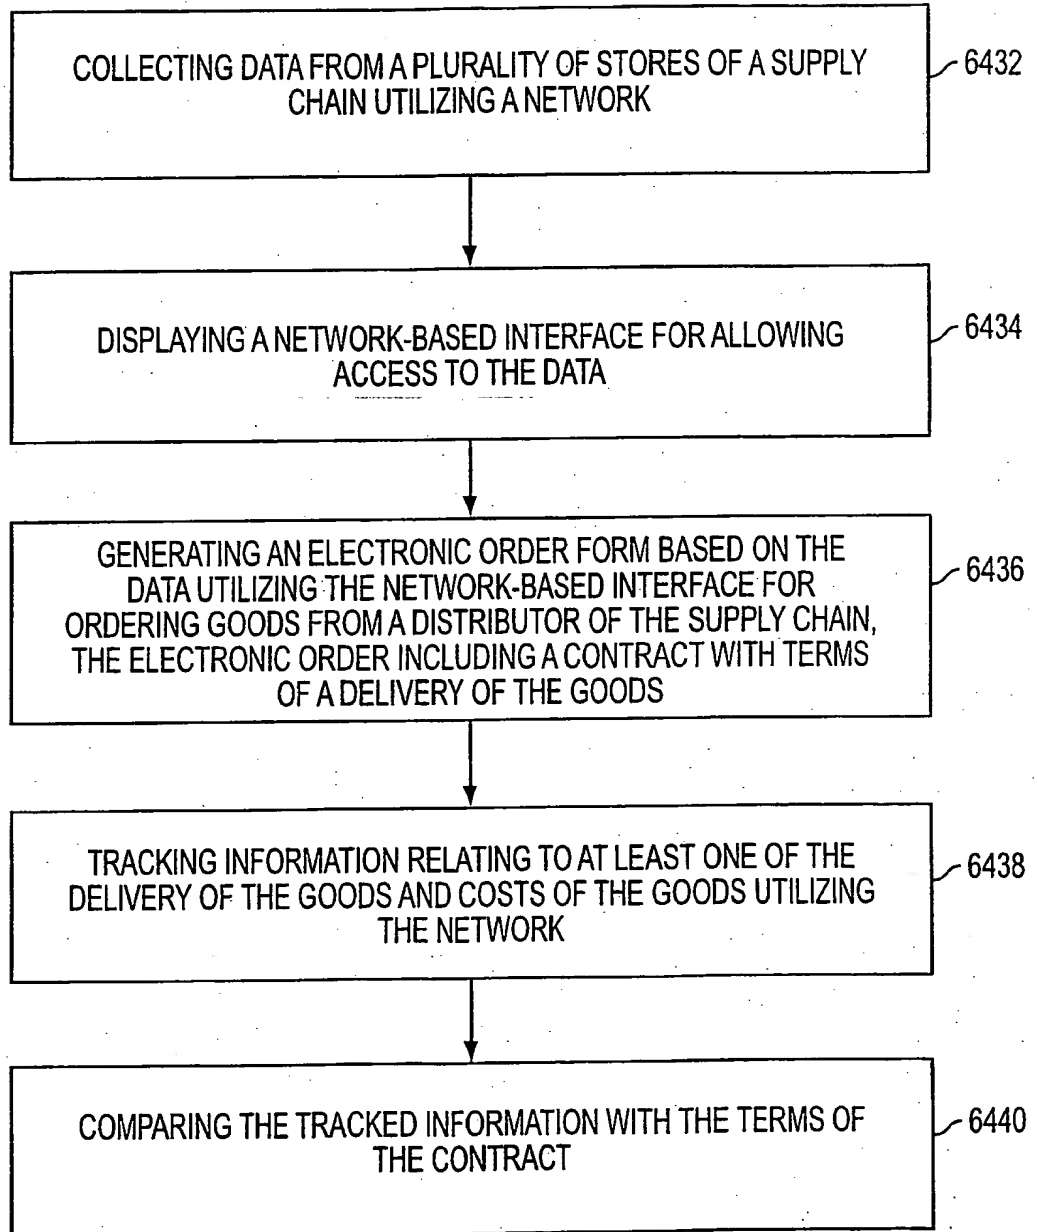 COLLECTING DATA FROM A PLURALITY OF STORES OF A SUPPLY
CHAIN UTILIZING A NETWORK
6432
DISPLAYING A NETWORK-BASED INTERFACE FOR ALLOWING
ACCESS TO THE DATA
6434
GENERATING AN ELECTRONIC ORDER FORM BASED ON THE
DATA UTILIZING THE NETWORK-BASED INTERFACE FOR
ORDERING GOODS FROM A DISTRIBUTOR OF THE SUPPLY CHAIN,
THE ELECTRONIC ORDER INCLUDING A CONTRACT WITH TERMS
OF A DELIVERY OF THE GOODS
6436
TRACKING INFORMATION RELATING TO AT LEAST ONE OF THE
DELIVERY OF THE GOODS AND COSTS OF THE GOODS UTILIZING
THE NETWORK
6438
COMPARING THE TRACKED INFORMATION WITH THE TERMS OF
THE CONTRACT
6440